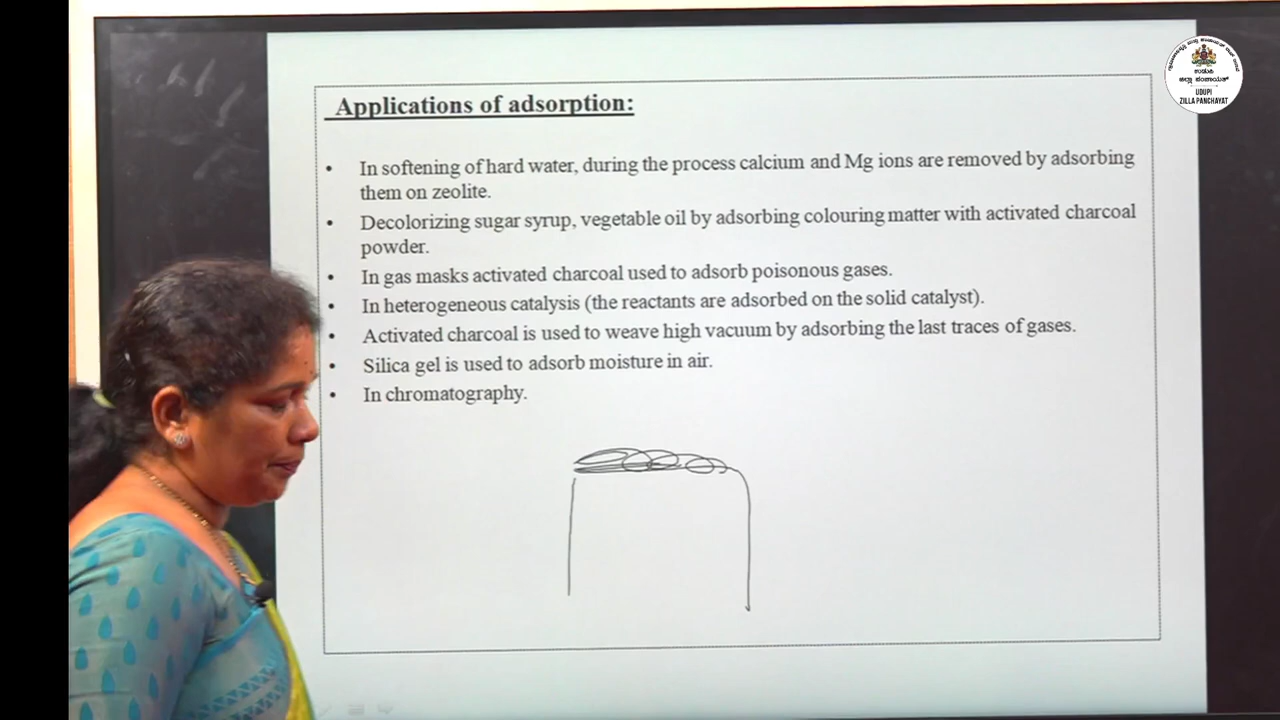 Applications of adsorption:
• In softening of hard water, during the process calcium and Mg ions are removed by adsorbing
them on zeolite.
• Decolorizing sugar syrup, vegetable oil by adsorbing colouring matter with activated charcoal
powder.
• In gas masks activated charcoal used to adsorb poisonous gases.
• In heterogeneous catalysis (the reactants are adsorbed on the solid catalyst).
• Activated charcoal is used to weave high vacuum by adsorbing the last traces of gases.
• Silica gel is used to adsorb moisture in air.
• In chromatography.
ಉಡುಪಿ
ಜಿಲ್ಲಾ ಪಂಚಾಯತ್
UDUPI
ZILLA PANCHAYAT